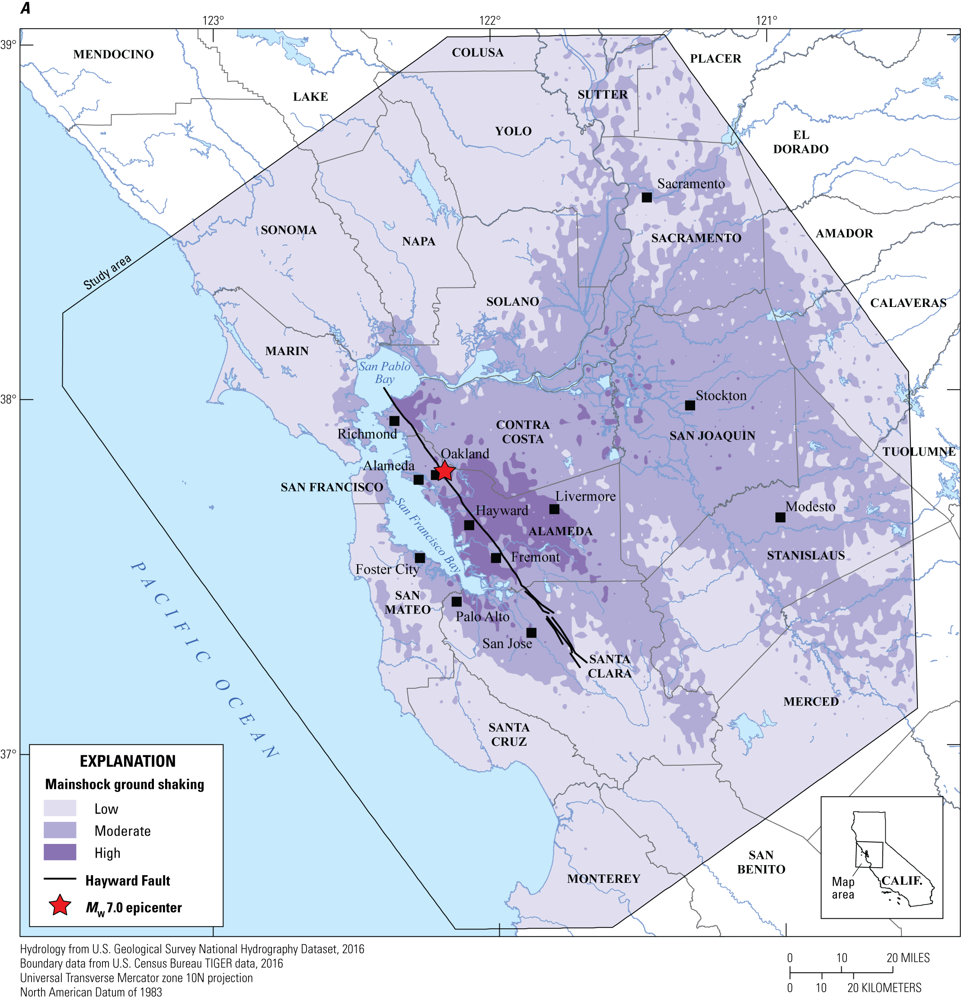 A
123°
122°
121°
39°
38°
37°
MENDOCINO
COLUSA
PLACER
LAKE
SUTTER
YOLO
EL
DORADO
Sacramento
SONOMA
NAPA
SACRAMENTO
AMADOR
Study area
SOLANO
CALAVERAS
MARIN
San Pablo
Bay
Stockton
CONTRA
COSTA
Richmond
SAN JOAQUIN
Oakland
TUOLUMNE
Alameda
SAN FRANCISCO
Livermore
Hayward
Modesto
San Francisco Bay
ALAMEDA
Fremont
STANISLAUS
Foster City
PACIFIC OCEAN
SAN
MATEO
Palo Alto
San Jose
SANTA
CLARA
MERCED
SANTA
CRUZ
SAN
BENITO
MONTEREY
EXPLANATION
Mainshock ground shaking
Low
Moderate
High
Hayward Fault
Mw 7.0 epicenter
Map
area
CALIF.
Hydrology from U.S. Geological Survey National Hydrography Dataset, 2016
Boundary data from U.S. Census Bureau TIGER data, 2016
Universal Transverse Mercator zone 10N projection
North American Datum of 1983
0 10 20 MILES
0 10 20 KILOMETERS